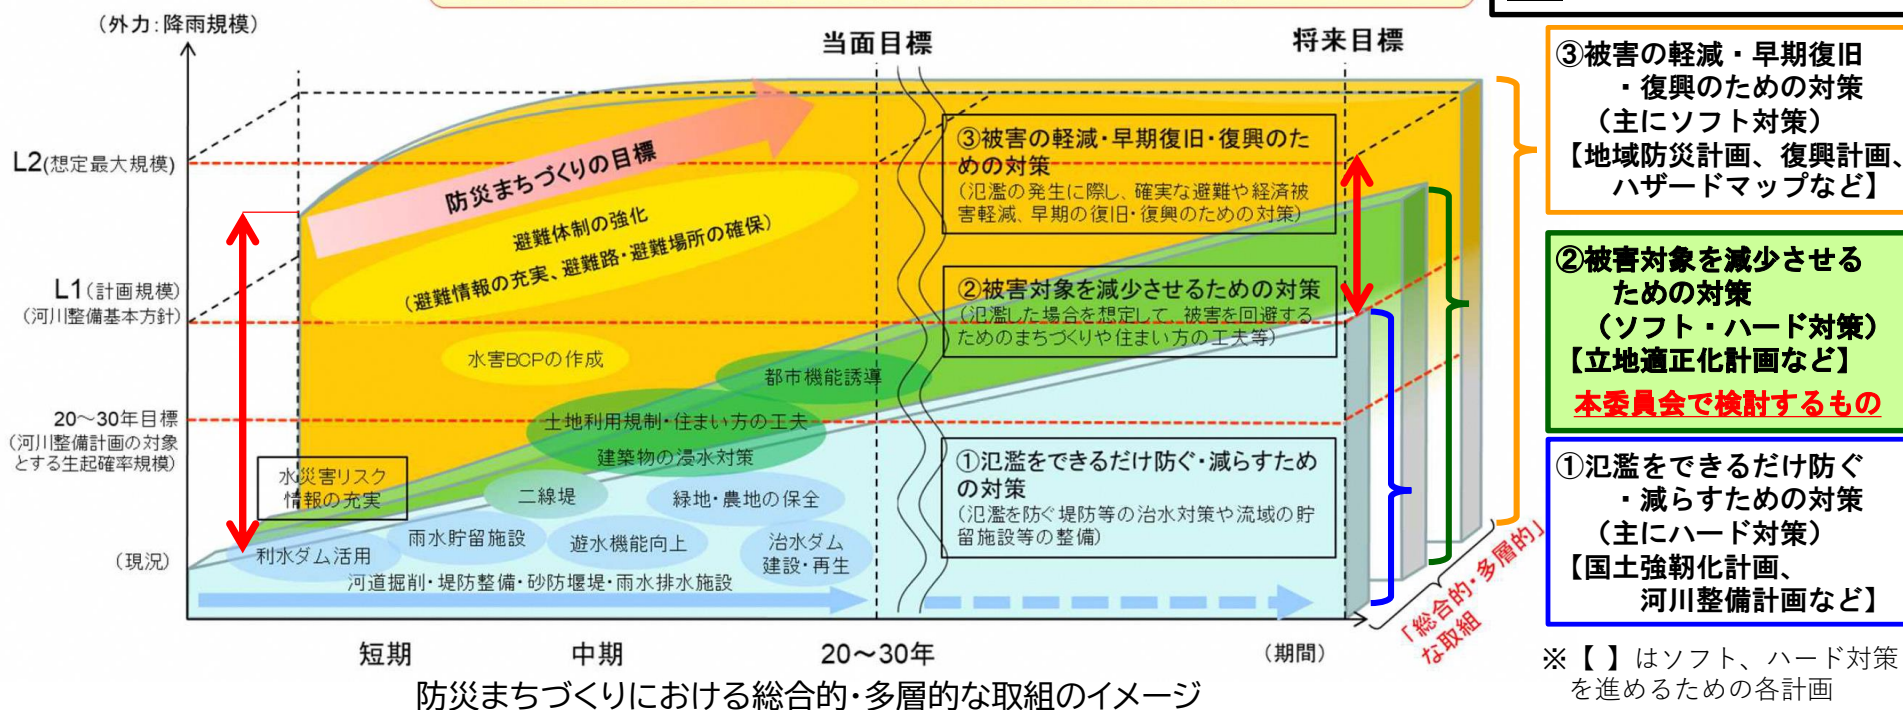 （外力：降雨規模）
当面目標
将来目標
L2（想定最大規模）
L1（計画規模）
（河川整備基本方針）
20～30年目標
（河川整備計画の対象
とする生起確率規模）
（現況）
防災まちづくりの目標
避難体制の強化
（避難情報の充実、避難路・避難場所の確保）
水害BCPの作成
都市機能誘導
土地利用規制・住まい方の工夫
建築物の浸水対策
水災害リスク
情報の充実
二線堤
緑地・農地の保全
利水ダム活用
雨水貯留施設
遊水機能向上
治水ダム
建設・再生
河道掘削・堤防整備・砂防堰堤・雨水排水施設
③被害の軽減・早期復旧・復興のた
めの対策
（氾濫の発生に際し、確実な避難や経済被
害軽減、早期の復旧・復興のための対策）
②被害対象を減少させるための対策
（氾濫した場合を想定して、被害を回避する
ためのまちづくりや住まい方の工夫等）
①氾濫をできるだけ防ぐ・減らすため
の対策
（氾濫を防ぐ堤防等の治水対策や流域の貯
留施設等の整備）
短期
中期
20～30年
（期間）
「総合的・多層的」
な取組
防災まちづくりにおける総合的・多層的な取組のイメージ
③被害の軽減・早期復旧
・復興のための対策
（主にソフト対策）
【地域防災計画、復興計画、
ハザードマップなど】
②被害対象を減少させる
ための対策
（ソフト・ハード対策）
【立地適正化計画など】
本委員会で検討するもの
①氾濫をできるだけ防ぐ
・減らすための対策
（主にハード対策）
【国土強靭化計画、
河川整備計画など】
※【 】はソフト、ハード対策
を進めるための各計画